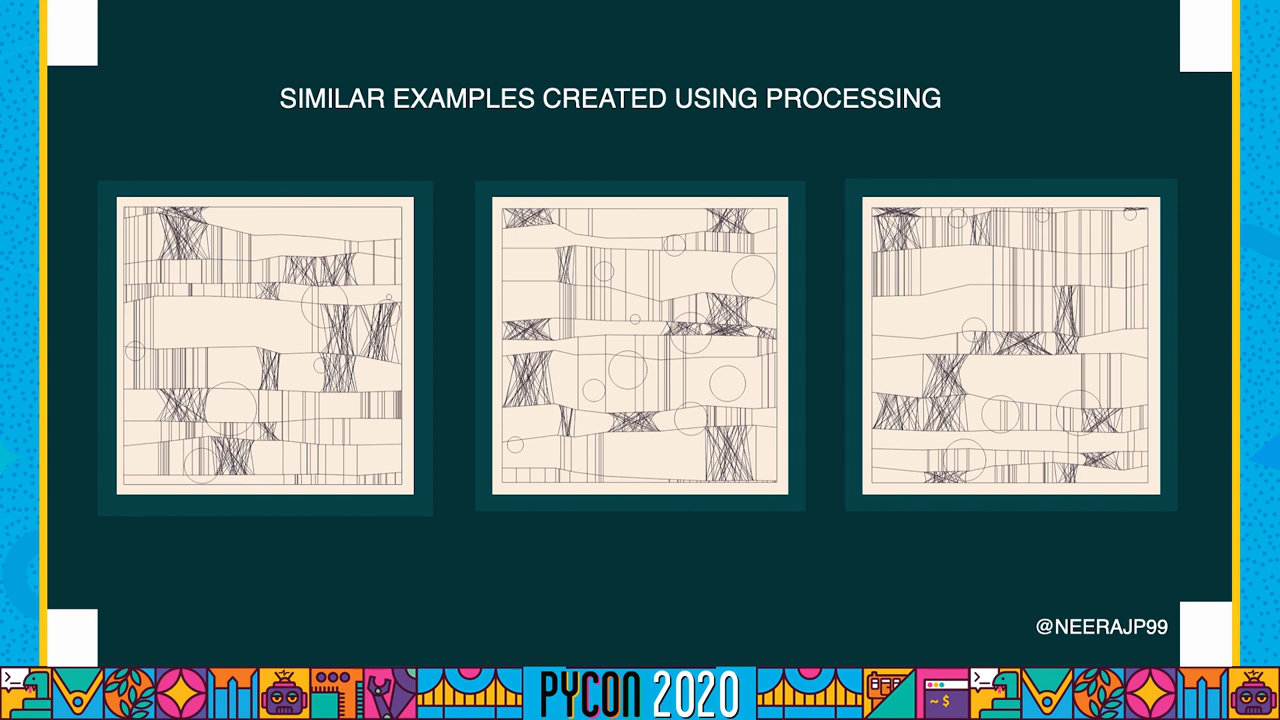 SIMILAR EXAMPLES CREATED USING PROCESSING
@NEERAJP99
PYCON 2020
~ $